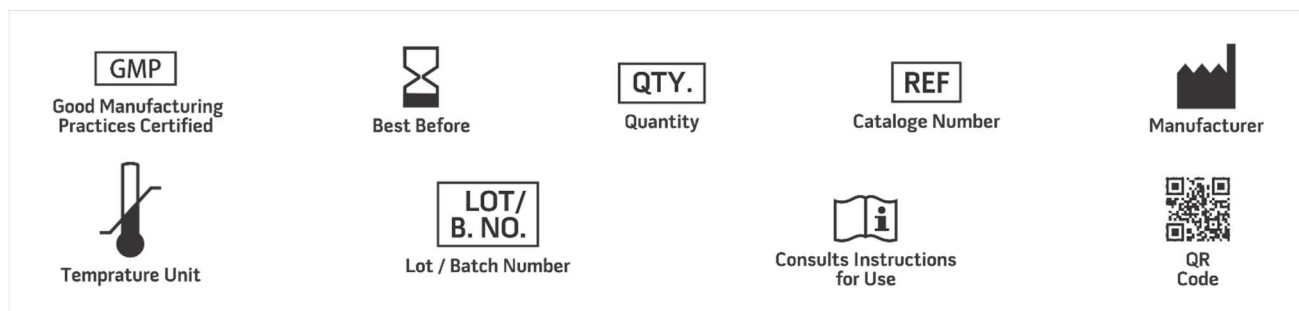 GMP
Good Manufacturing
Practices Certified
Best Before
QTY.
Quantity
REF
Cataloge Number
Manufacturer
Temprature Unit
LOT/
B. NO.
Lot / Batch Number
i
Consults Instructions
for Use
QR
Code